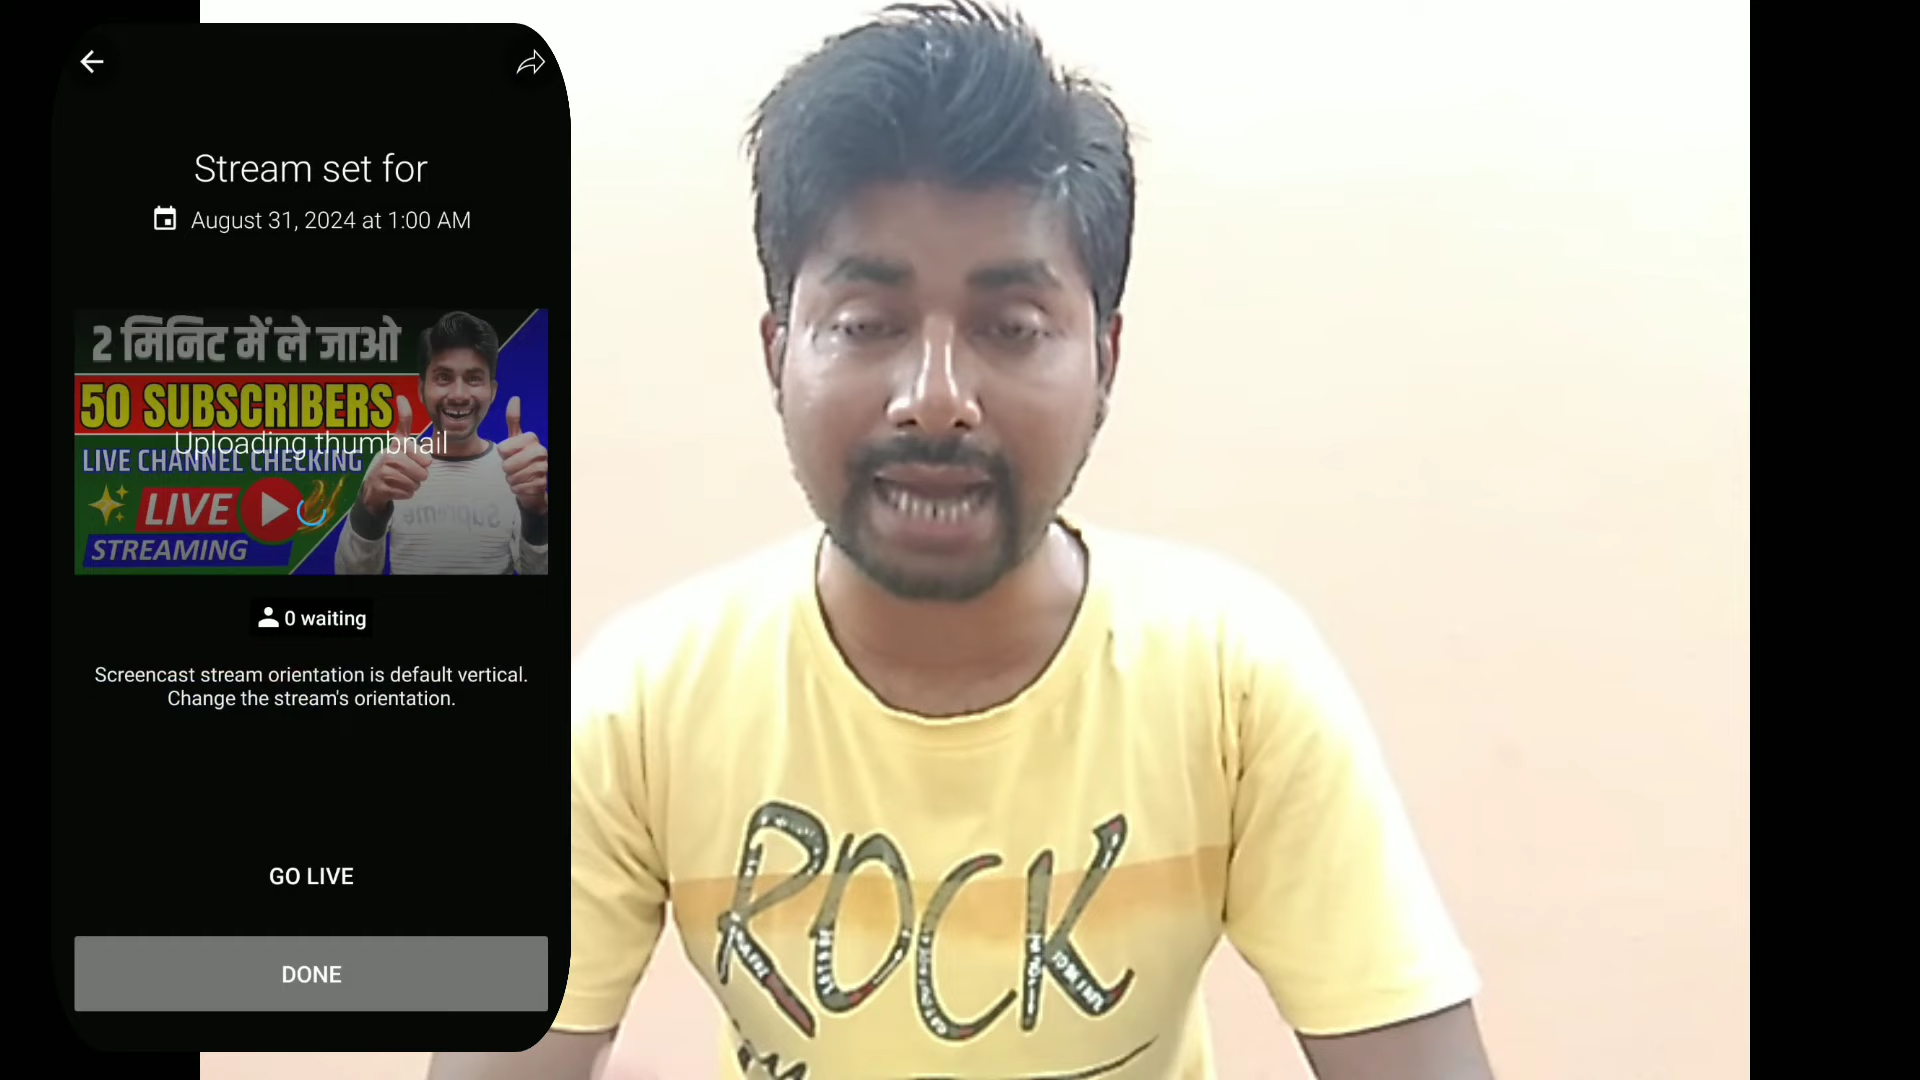 Stream set for
August 31, 2024 at 1:00 AM
2 मिनिट में ले जाओ
50 SUBSCRIBERS
Uploading thumbnail
LIVE CHANNEL CHECKING
LIVE
Supreme
STREAMING
0 waiting
Screencast stream orientation is default vertical.
Change the stream's orientation.
GO LIVE
DONE
ROCK